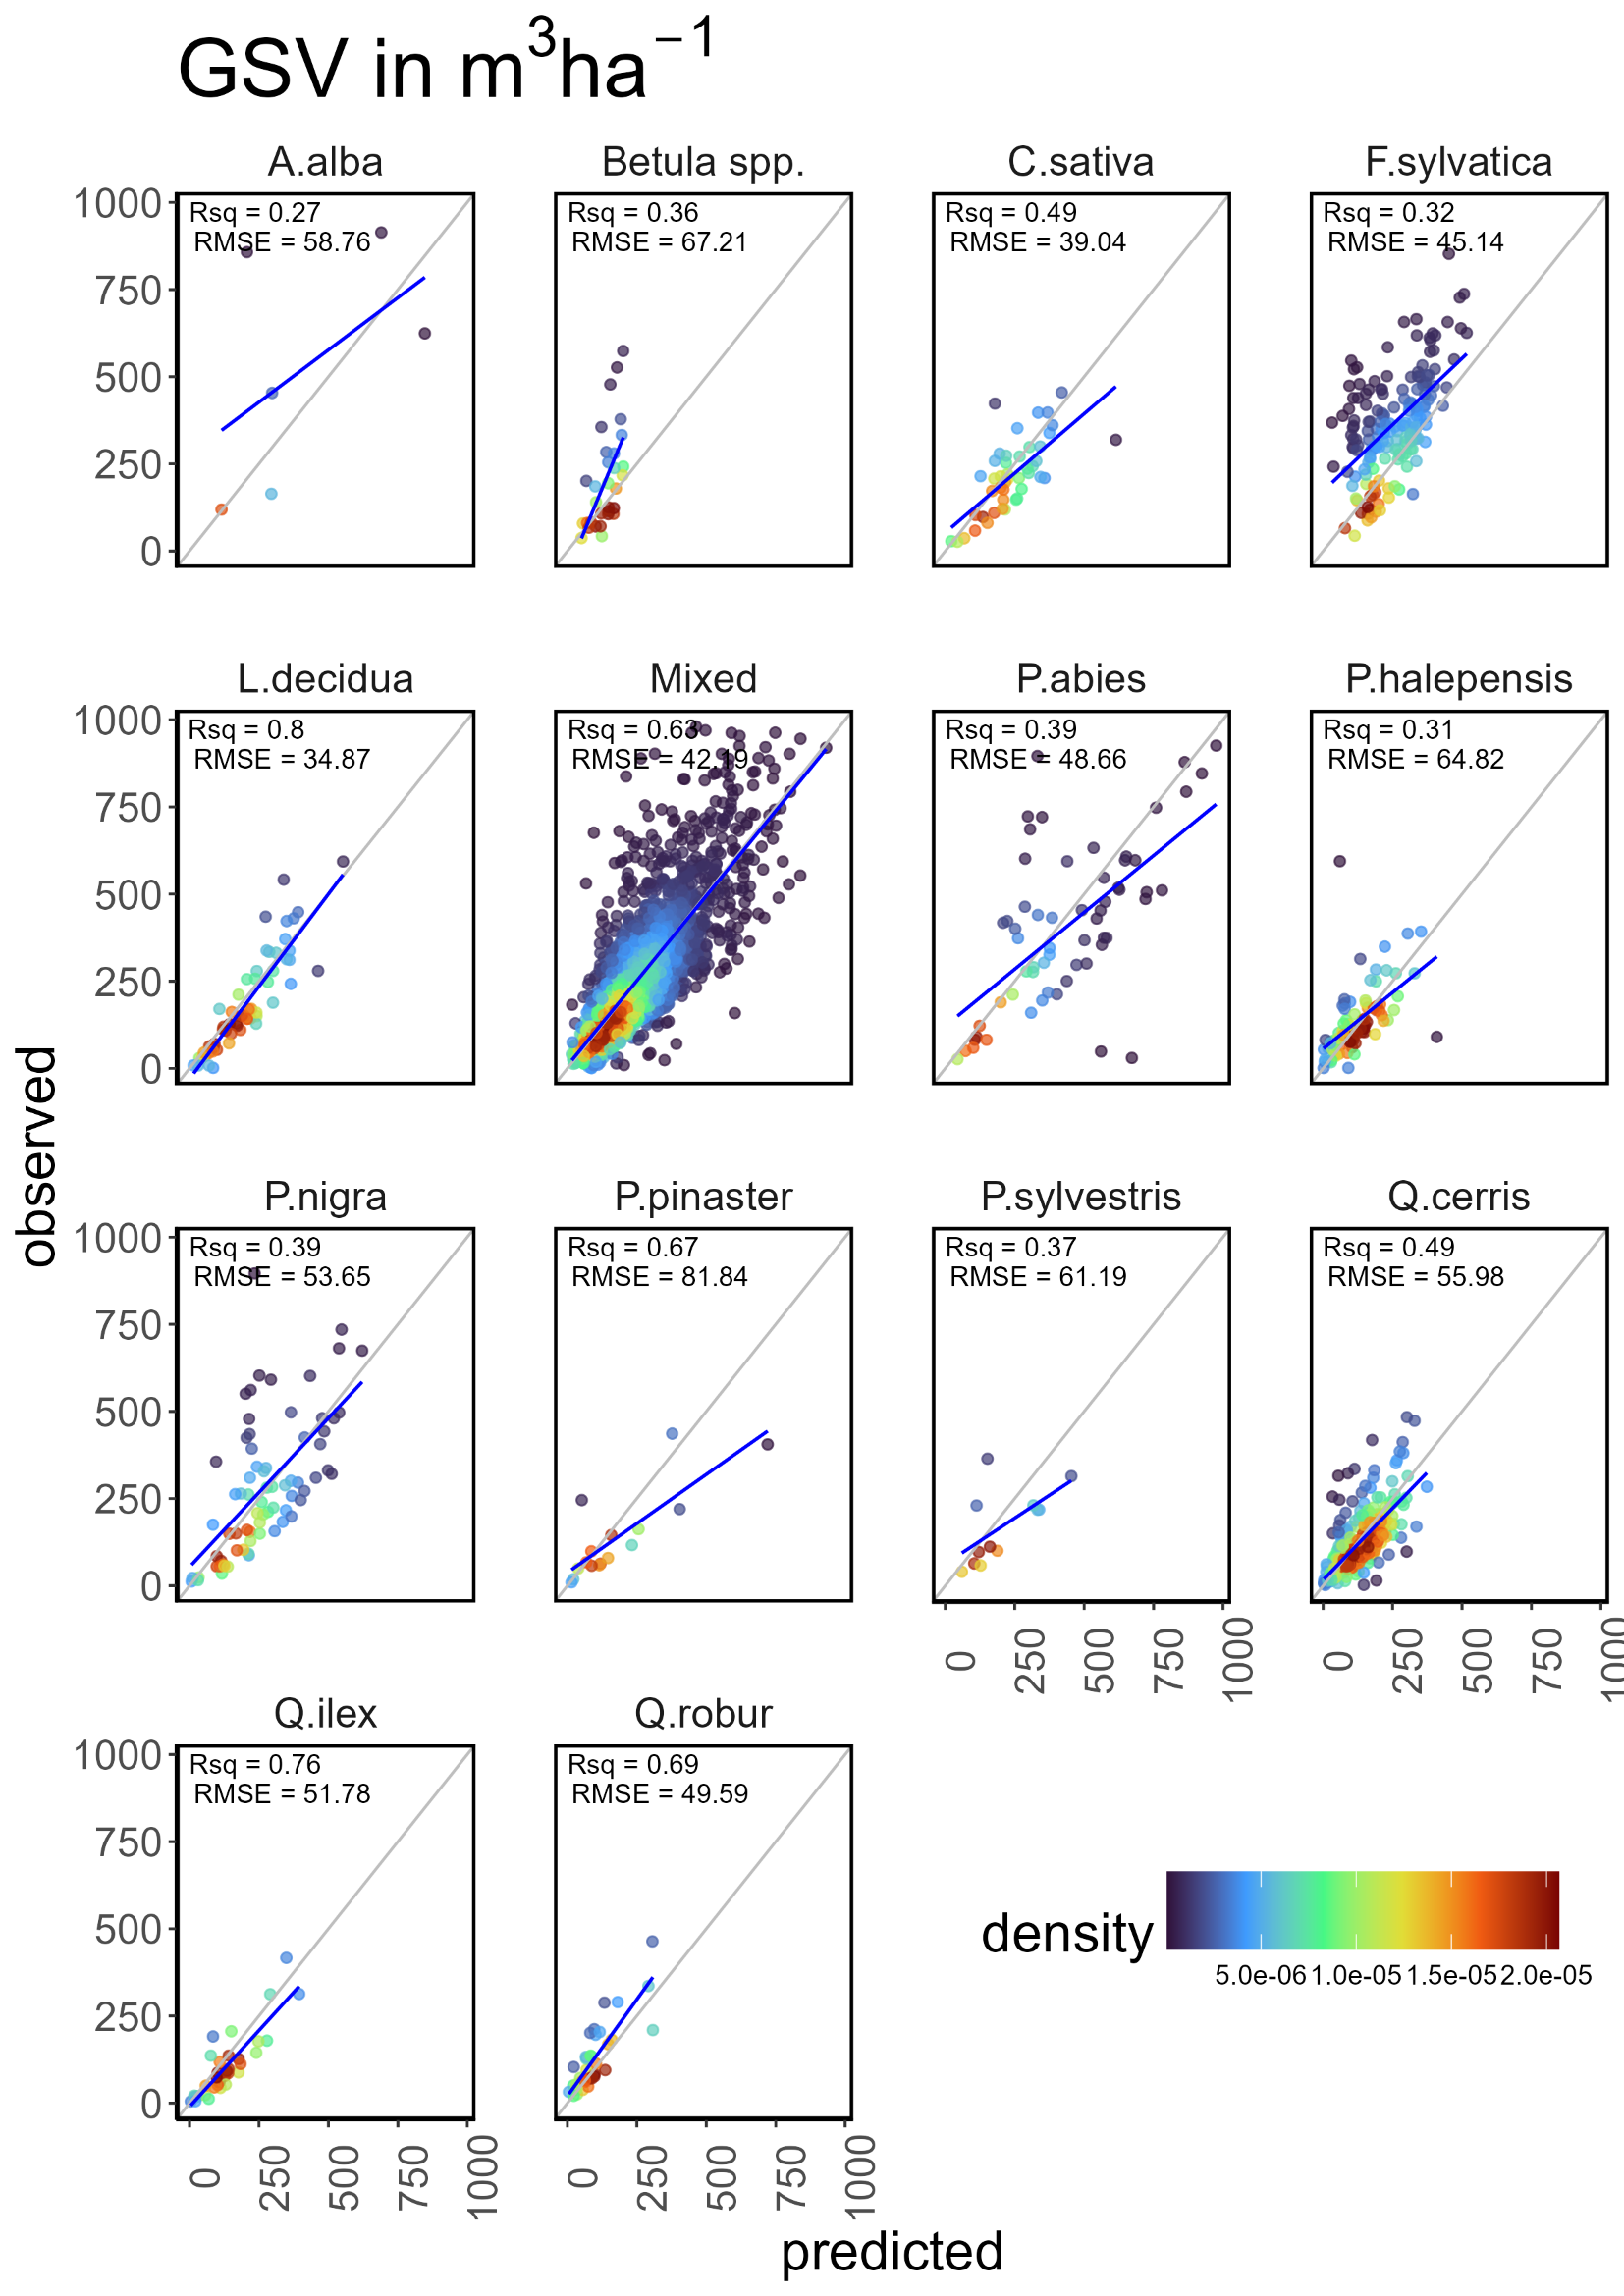 GSV in m³ha⁻¹
A.alba
Betula spp.
C.sativa
F.sylvatica
1000
750
500
250
0
Rsq = 0.27
RMSE = 58.76
Rsq = 0.36
RMSE = 67.21
Rsq = 0.49
RMSE = 39.04
Rsq = 0.32
RMSE = 45.14
L.decidua
Mixed
P.abies
P.halepensis
1000
750
500
250
0
Rsq = 0.8
RMSE = 34.87
Rsq = 0.63
RMSE = 42.19
Rsq = 0.39
RMSE = 48.66
Rsq = 0.31
RMSE = 64.82
observed
P.nigra
P.pinaster
P.sylvestris
Q.cerris
1000
750
500
250
0
Rsq = 0.39
RMSE = 53.65
Rsq = 0.67
RMSE = 81.84
Rsq = 0.37
RMSE = 61.19
Rsq = 0.49
RMSE = 55.98
0
250
500
750
1000
0
250
500
750
1000
Q.ilex
Q.robur
1000
750
500
250
0
Rsq = 0.76
RMSE = 51.78
Rsq = 0.69
RMSE = 49.59
0
250
500
750
1000
0
250
500
750
1000
density
5.0e-06
1.0e-05
1.5e-05
2.0e-05
predicted